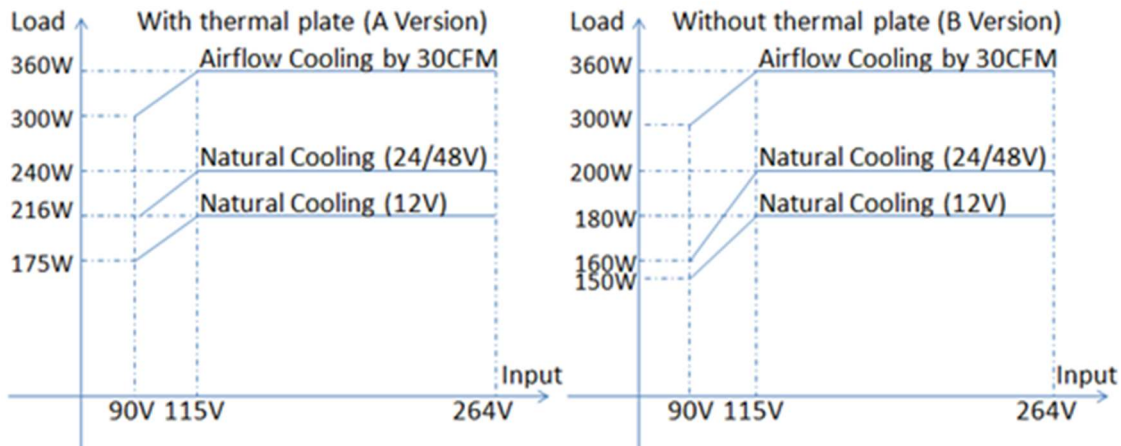 Load
With thermal plate (A Version)
360W
Airflow Cooling by 30CFM
300W
Natural Cooling (24/48V)
240W
216W
Natural Cooling (12V)
175W
Input
90V 115V
264V
Load
Without thermal plate (B Version)
360W
Airflow Cooling by 30CFM
300W
Natural Cooling (24/48V)
200W
180W
Natural Cooling (12V)
160W
150W
Input
90V 115V
264V